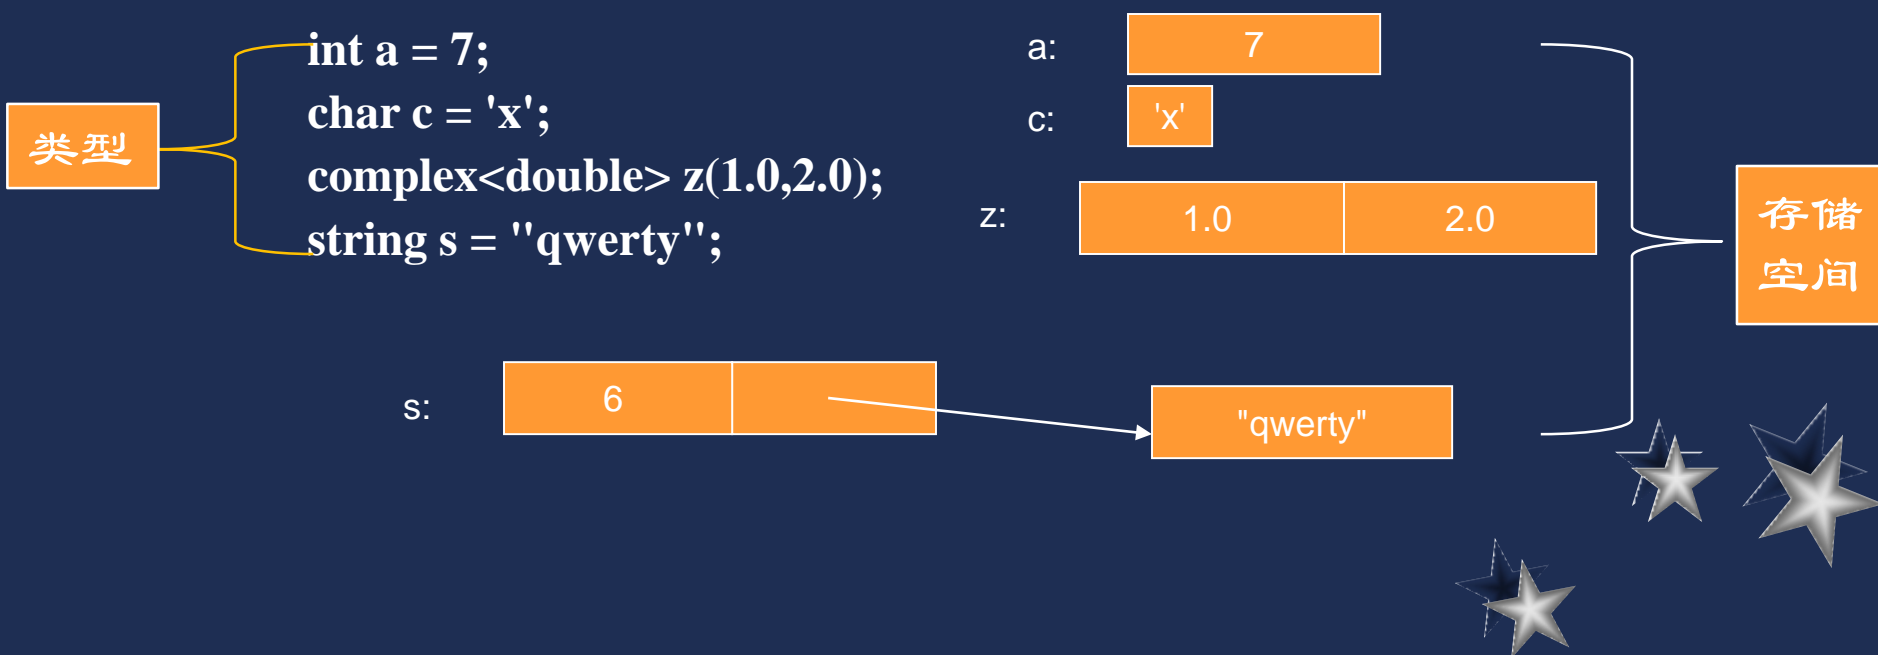 类型
int a = 7;
char c = 'x';
complex<double> z(1.0,2.0);
string s = "qwerty";
a:
7
c:
'x'
z:
1.0
2.0
存储
空间
s:
6
"qwerty"